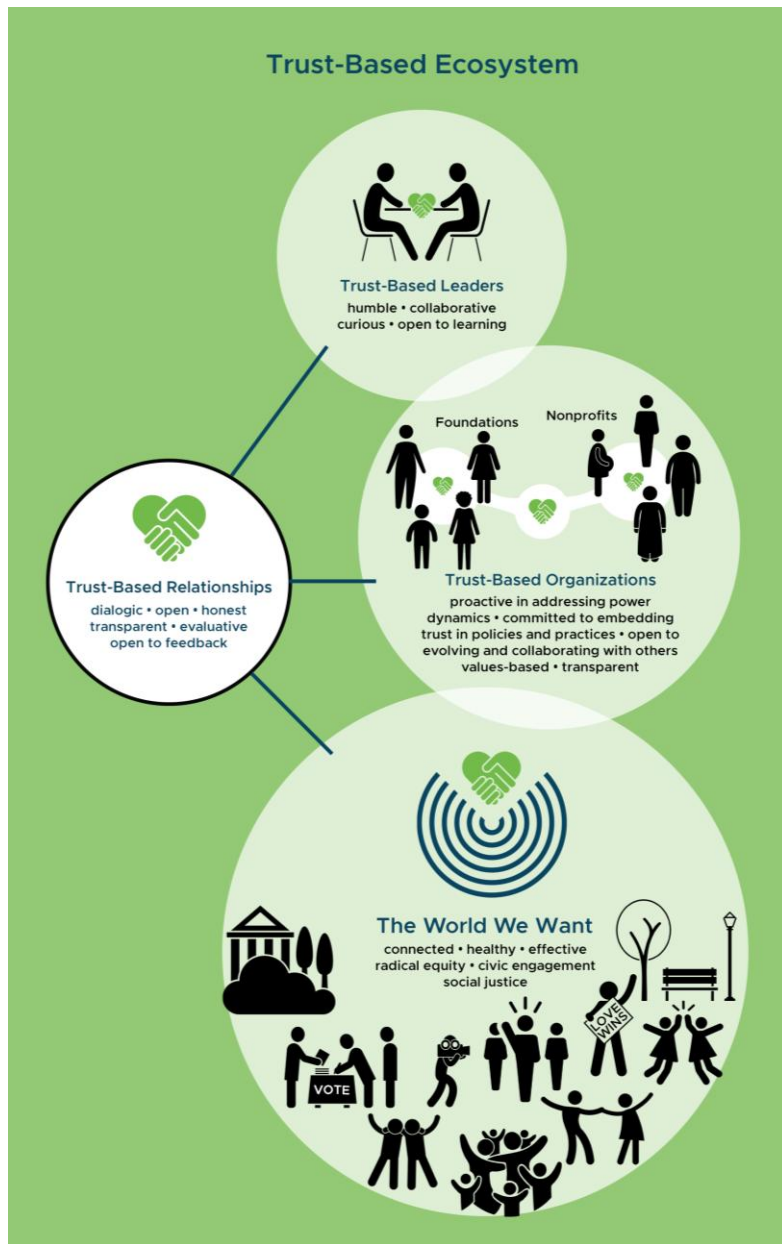 Trust-Based Ecosystem
Trust-Based Leaders
humble • collaborative
curious • open to learning
Foundations
Nonprofits
Trust-Based Relationships
dialogic • open • honest
transparent • evaluative
open to feedback
Trust-Based Organizations
proactive in addressing power
dynamics • committed to embedding
trust in policies and practices • open to
evolving and collaborating with others
values-based • transparent
The World We Want
connected • healthy • effective
radical equity • civic engagement
social justice
LOVE
WINS
VOTE